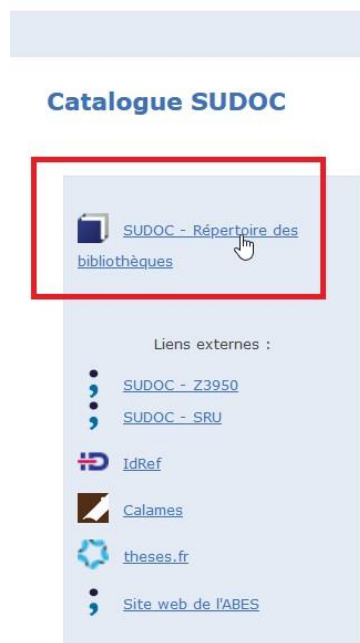 Catalogue SUDOC
SUDOC - Répertoire des
bibliothèques
Liens externes :
SUDOC - Z3950
SUDOC - SRU
IdRef
Calames
theses.fr
Site web de l'ABES